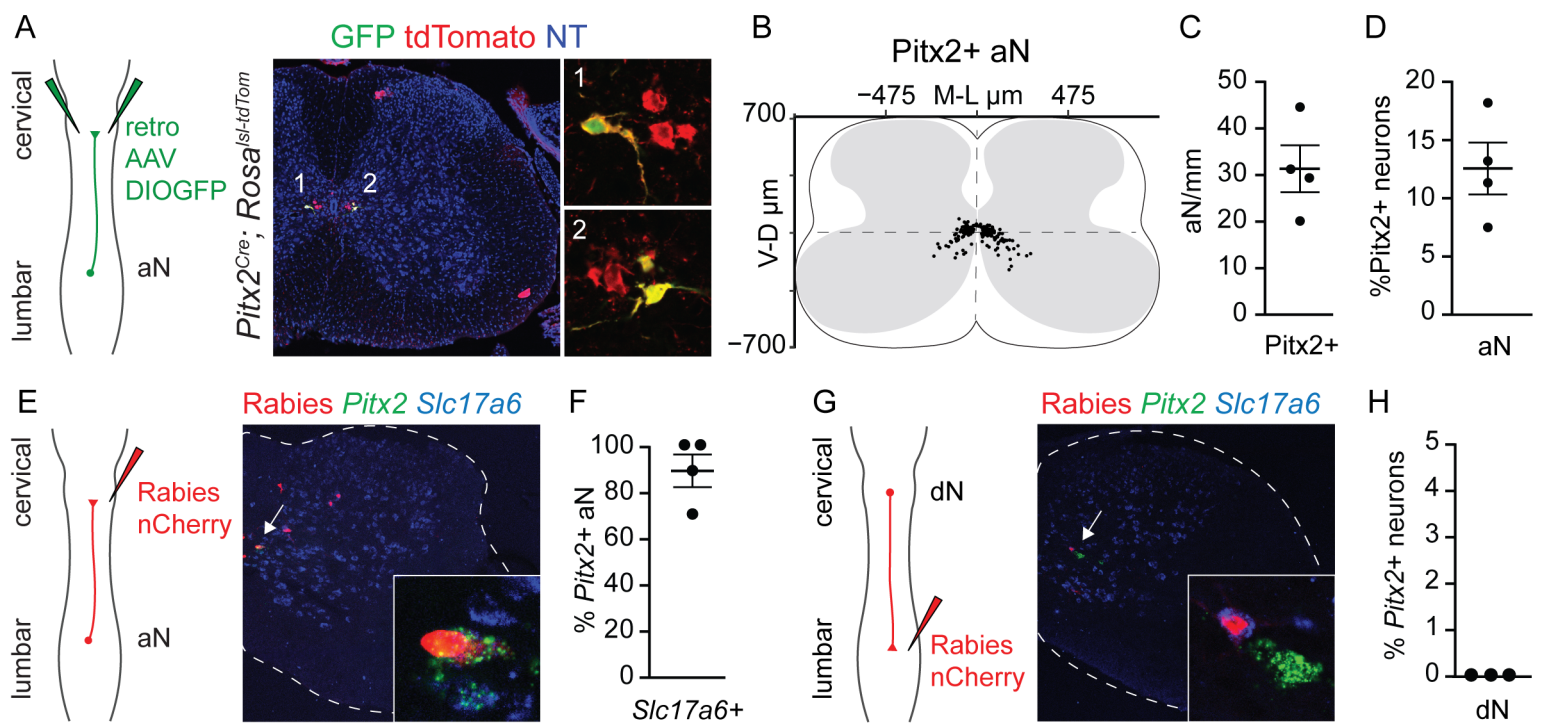 A
cervical
lumbar
retro
AAV
DIOGFP
aN
GFP tdTomato NT
Pitx2Cre; Rosalsl-tdTom
1
2
1
2
B
Pitx2+ aN
−475 M-L µm 475
700
V-D µm
−700
C
aN/mm
50
40
30
20
10
0
Pitx2+
D
%Pitx2+ neurons
20
15
10
5
0
aN
E
cervical
lumbar
Rabies
nCherry
aN
Rabies Pitx2 Slc17a6
F
% Pitx2+ aN
100
80
60
40
20
0
Slc17a6+
G
cervical
lumbar
dN
Rabies
nCherry
Rabies Pitx2 Slc17a6
H
% Pitx2+ neurons
5
4
3
2
1
0
dN